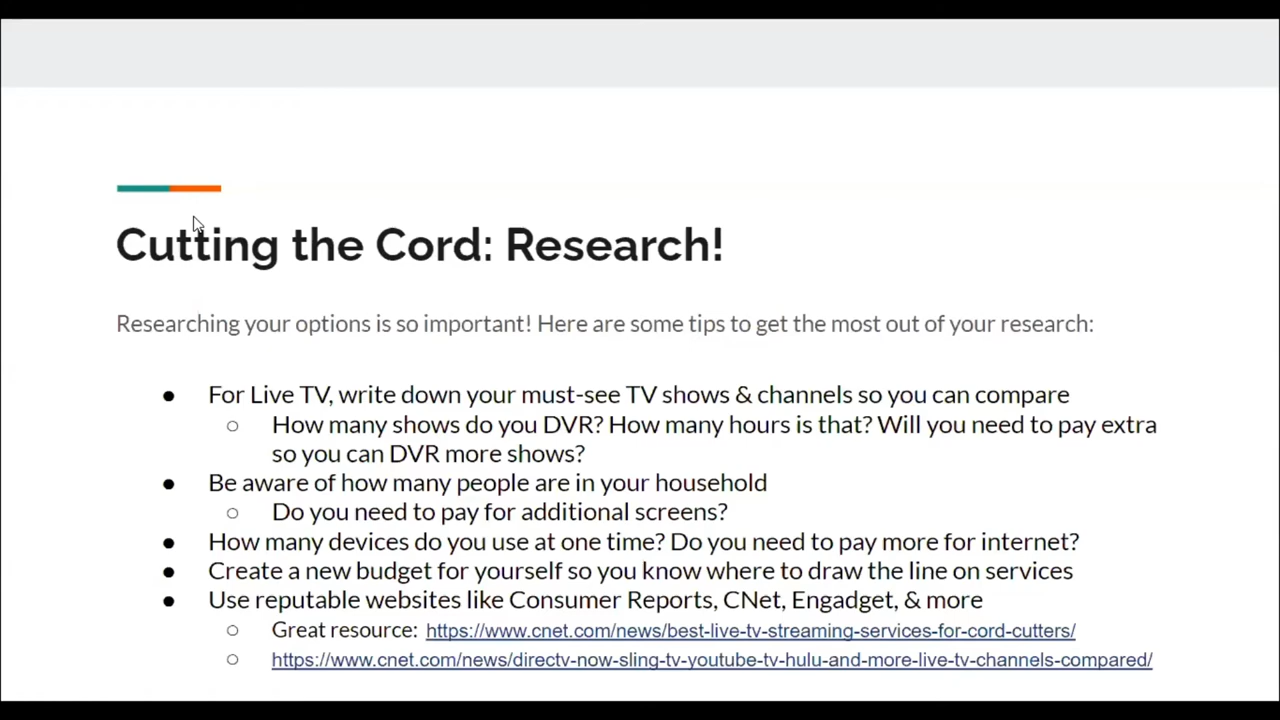 Cutting the Cord: Research!
Researching your options is so important! Here are some tips to get the most out of your research:
● For Live TV, write down your must-see TV shows & channels so you can compare
○ How many shows do you DVR? How many hours is that? Will you need to pay extra
so you can DVR more shows?
● Be aware of how many people are in your household
○ Do you need to pay for additional screens?
● How many devices do you use at one time? Do you need to pay more for internet?
● Create a new budget for yourself so you know where to draw the line on services
● Use reputable websites like Consumer Reports, CNet, Engadget, & more
○ Great resource: https://www.cnet.com/news/best-live-tv-streaming-services-for-cord-cutters/
○ https://www.cnet.com/news/directv-now-sling-tv-youtube-tv-hulu-and-more-live-tv-channels-compared/